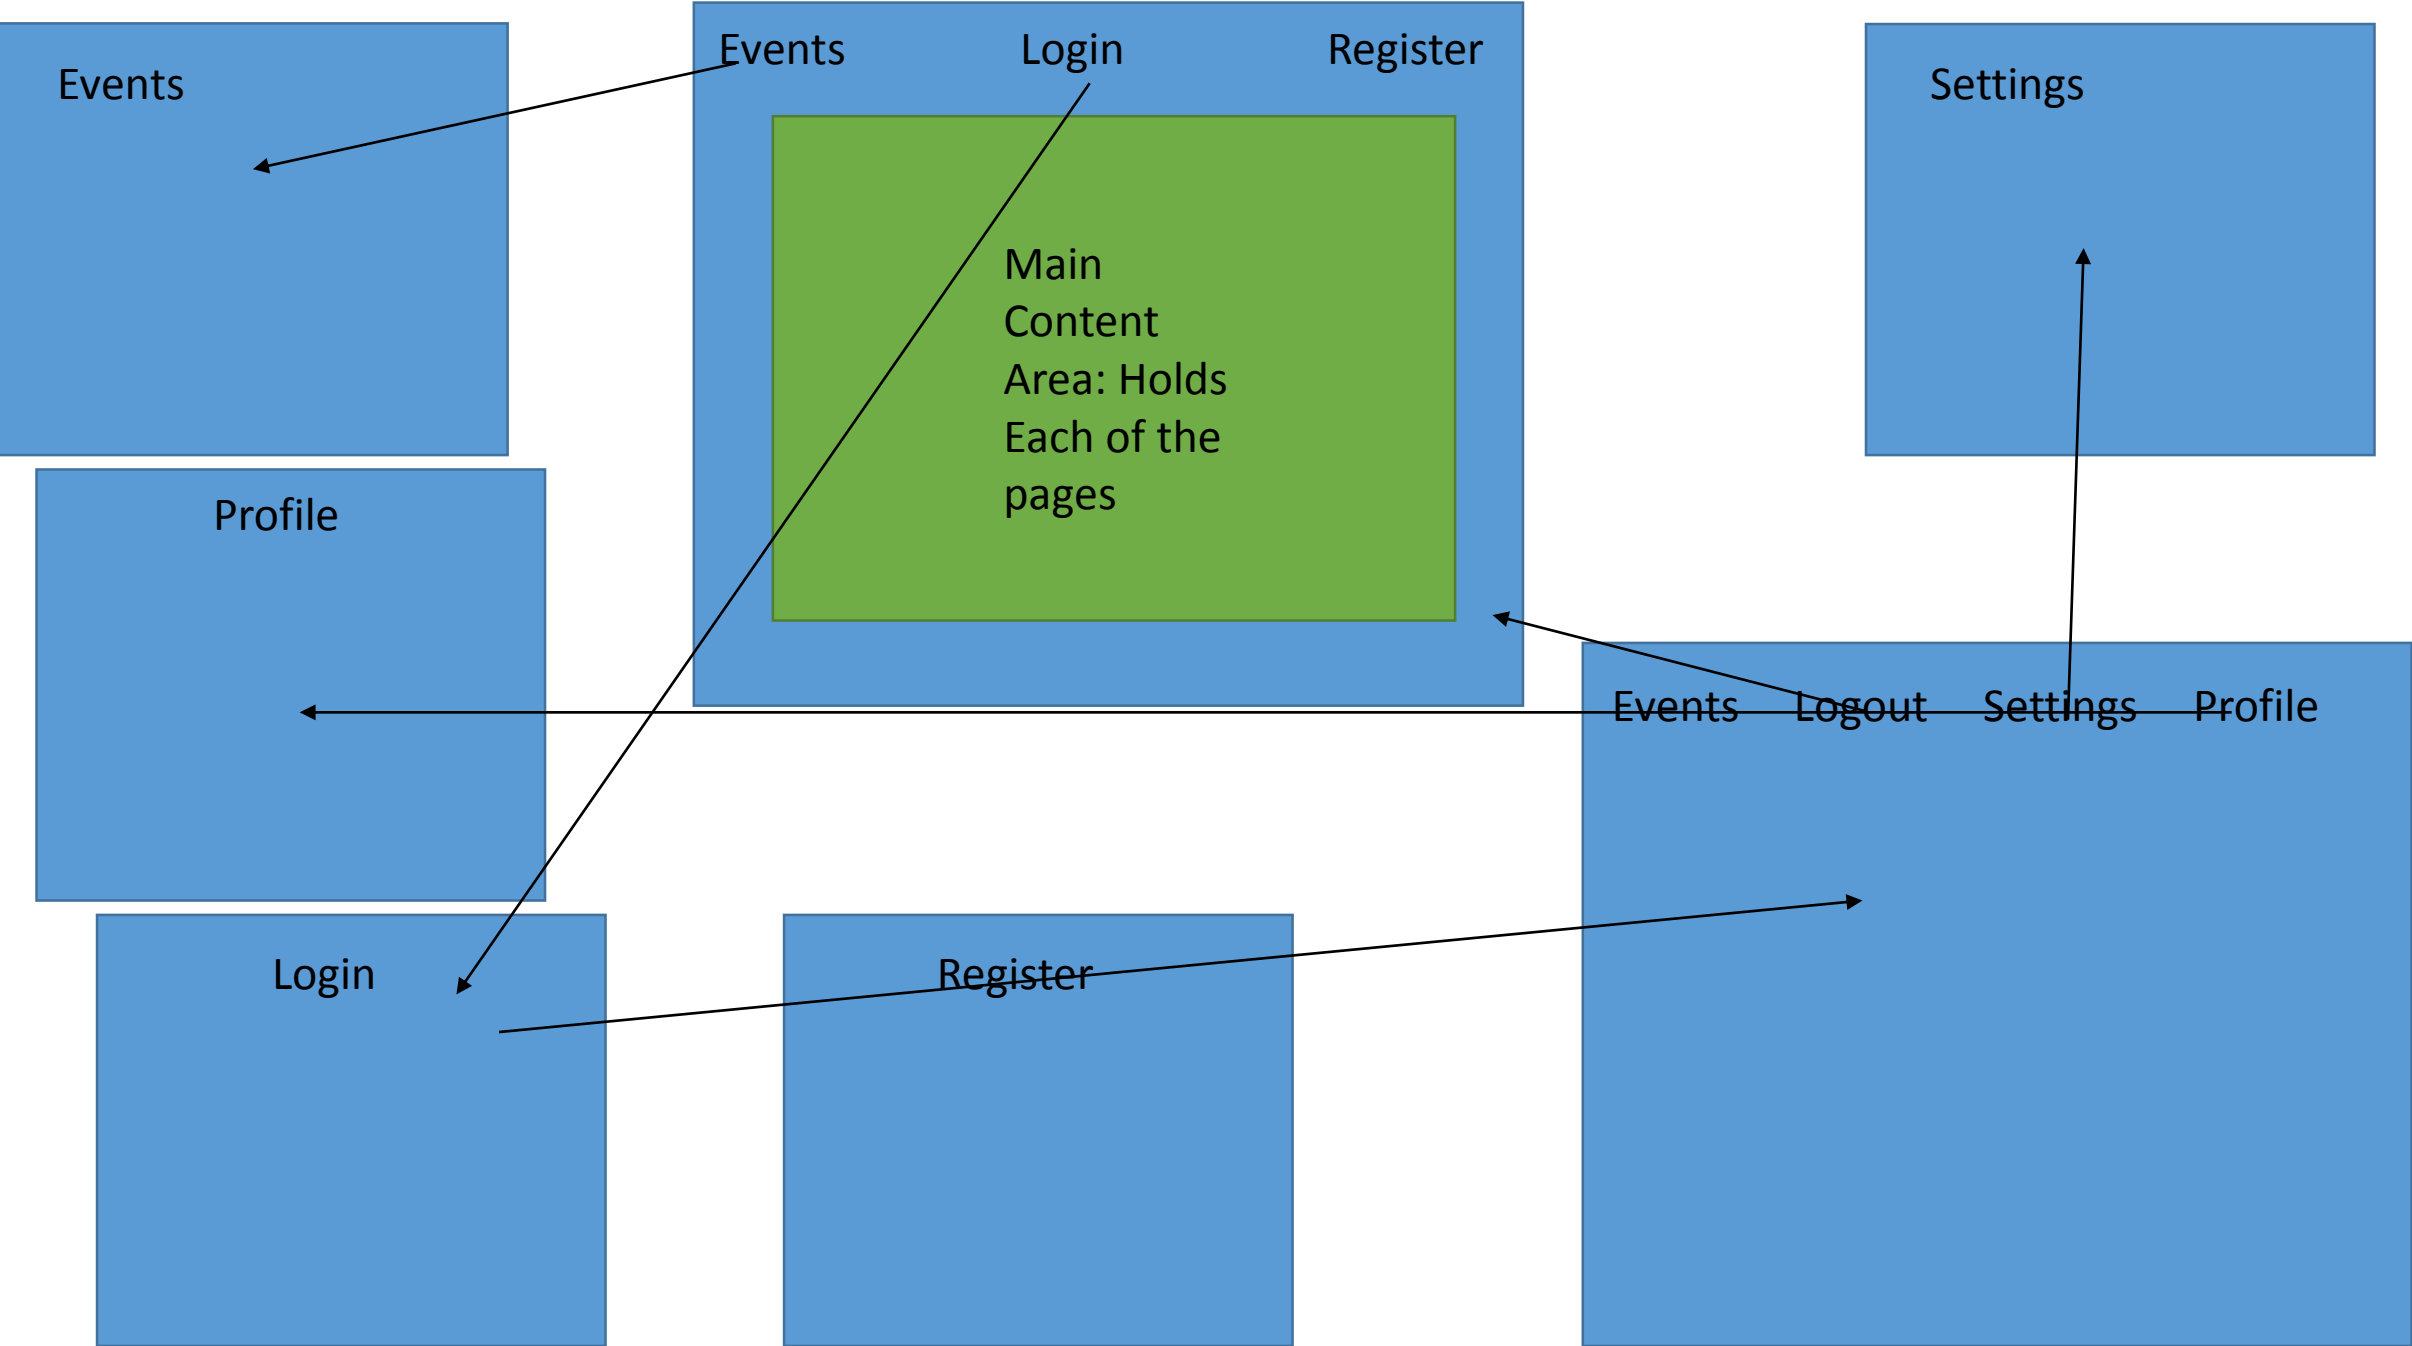 Events Login Register
Events
Settings
Main
Content
Area: Holds
Each of the
pages
Profile
Events Logout Settings Profile
Login
Register